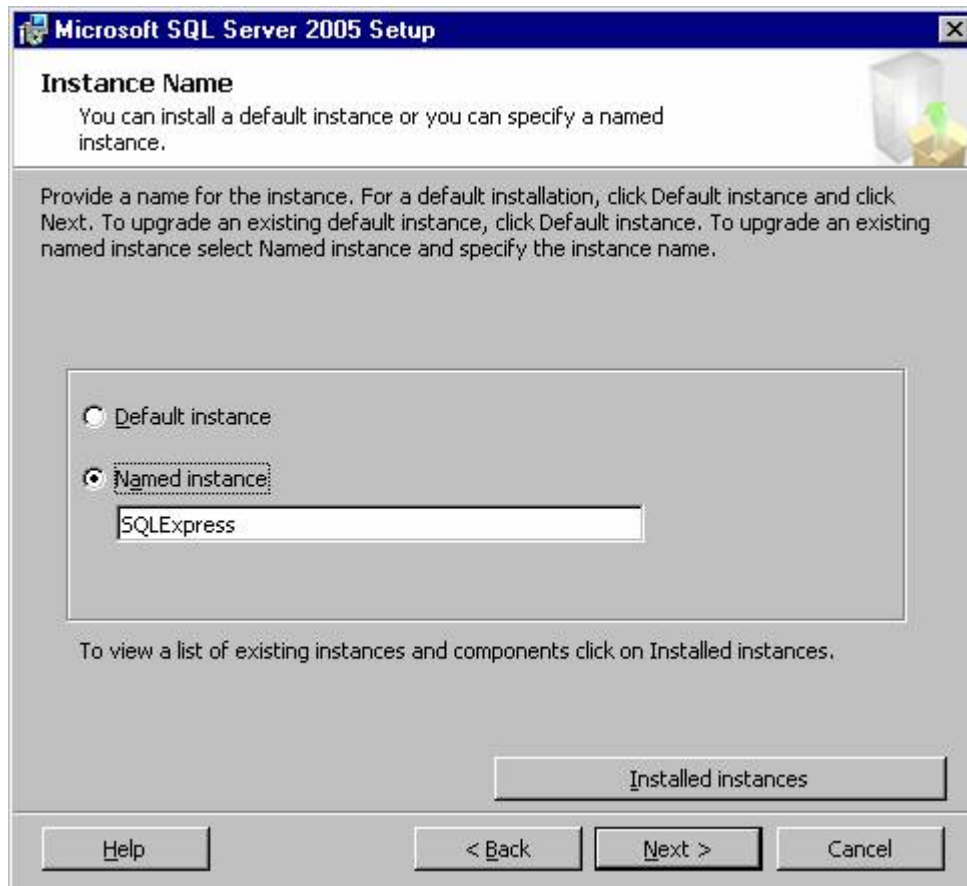 Microsoft SQL Server 2005 Setup
Instance Name
You can install a default instance or you can specify a named
instance.
Provide a name for the instance. For a default installation, click Default instance and click
Next. To upgrade an existing default instance, click Default instance. To upgrade an existing
named instance select Named instance and specify the instance name.
Default instance
Named instance
SQLExpress
To view a list of existing instances and components click on Installed instances.
Installed instances
Help
< Back
Next >
Cancel